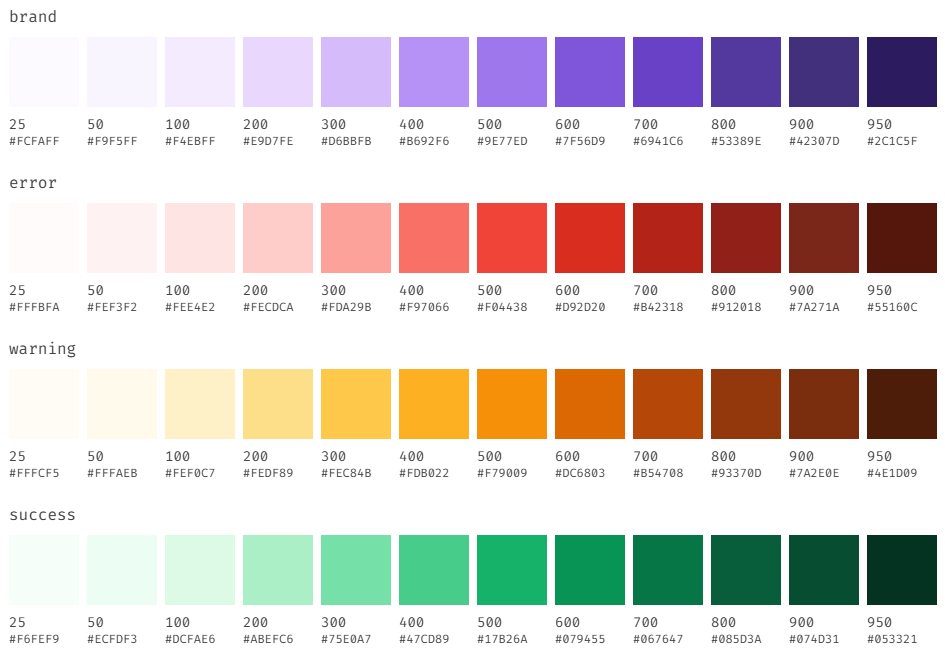 brand
25 50 100 200 300 400 500 600 700 800 900 950
#FCFAFF #F9F5FF #F4EBFF #E9D7FE #D6BBFB #B692F6 #9E77ED #7F56D9 #6941C6 #53389E #42307D #2C1C5F
error
25 50 100 200 300 400 500 600 700 800 900 950
#FFFBFA #FEF3F2 #FEE4E2 #FECDCA #FDA29B #F97066 #F04438 #D92D20 #B42318 #912018 #7A271A #55160C
warning
25 50 100 200 300 400 500 600 700 800 900 950
#FFFCF5 #FFFAEB #FEF0C7 #FEDF89 #FEC84B #FDB022 #F79009 #DC6803 #B54708 #93370D #7A2E0E #4E1D09
success
25 50 100 200 300 400 500 600 700 800 900 950
#F6FEF9 #ECFDF3 #DCFAE6 #ABEFC6 #75E0A7 #47CD89 #17B26A #079455 #067647 #085D3A #074D31 #053321